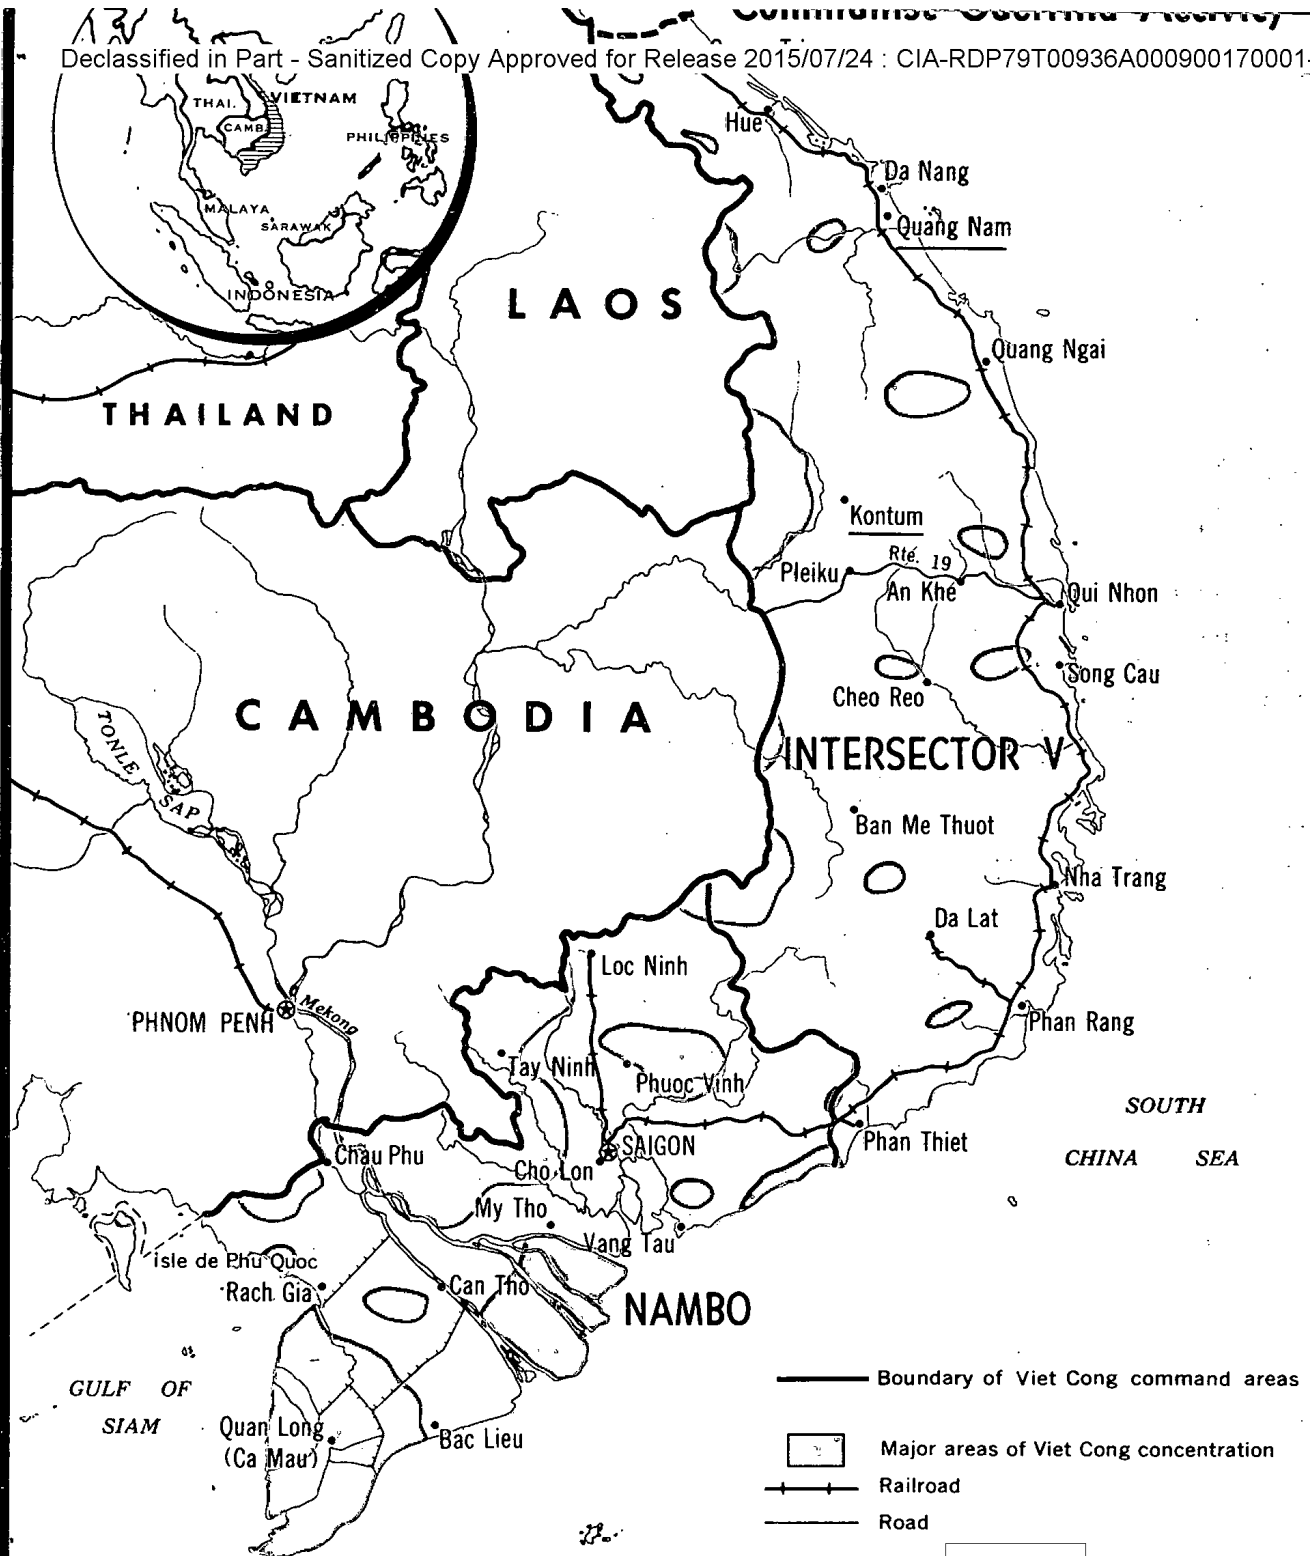 Communist Guerrilla Activity
Declassified in Part - Sanitized Copy Approved for Release 2015/07/24 : CIA-RDP79T00936A000900170001-
THAI.
VIETNAM
CAMB.
PHILIPPINES
MALAYA
SARAWAK
INDONESIA
Hue
Da Nang
Quang Nam
LAOS
Quang Ngai
THAILAND
Kontum
Rte. 19
Pleiku
An Khe
Qui Nhon
Song Cau
Cheo Reo
CAMBODIA
TONLE
SAP
INTERSECTOR V
Ban Me Thuot
Nha Trang
Da Lat
Loc Ninh
PHNOM PENH
Mekong
Phan Rang
Tay Ninh
Phuoc Vinh
SOUTH
CHINA SEA
Phan Thiet
SAIGON
Cho Lon
Chau Phu
My Tho
Vang Tau
isle de Phu Quoc
Rach Gia
Can Tho
NAMBO
GULF OF
SIAM
Quan Long
(Ca Mau)
Bac Lieu
Boundary of Viet Cong command areas
Major areas of Viet Cong concentration
Railroad
Road